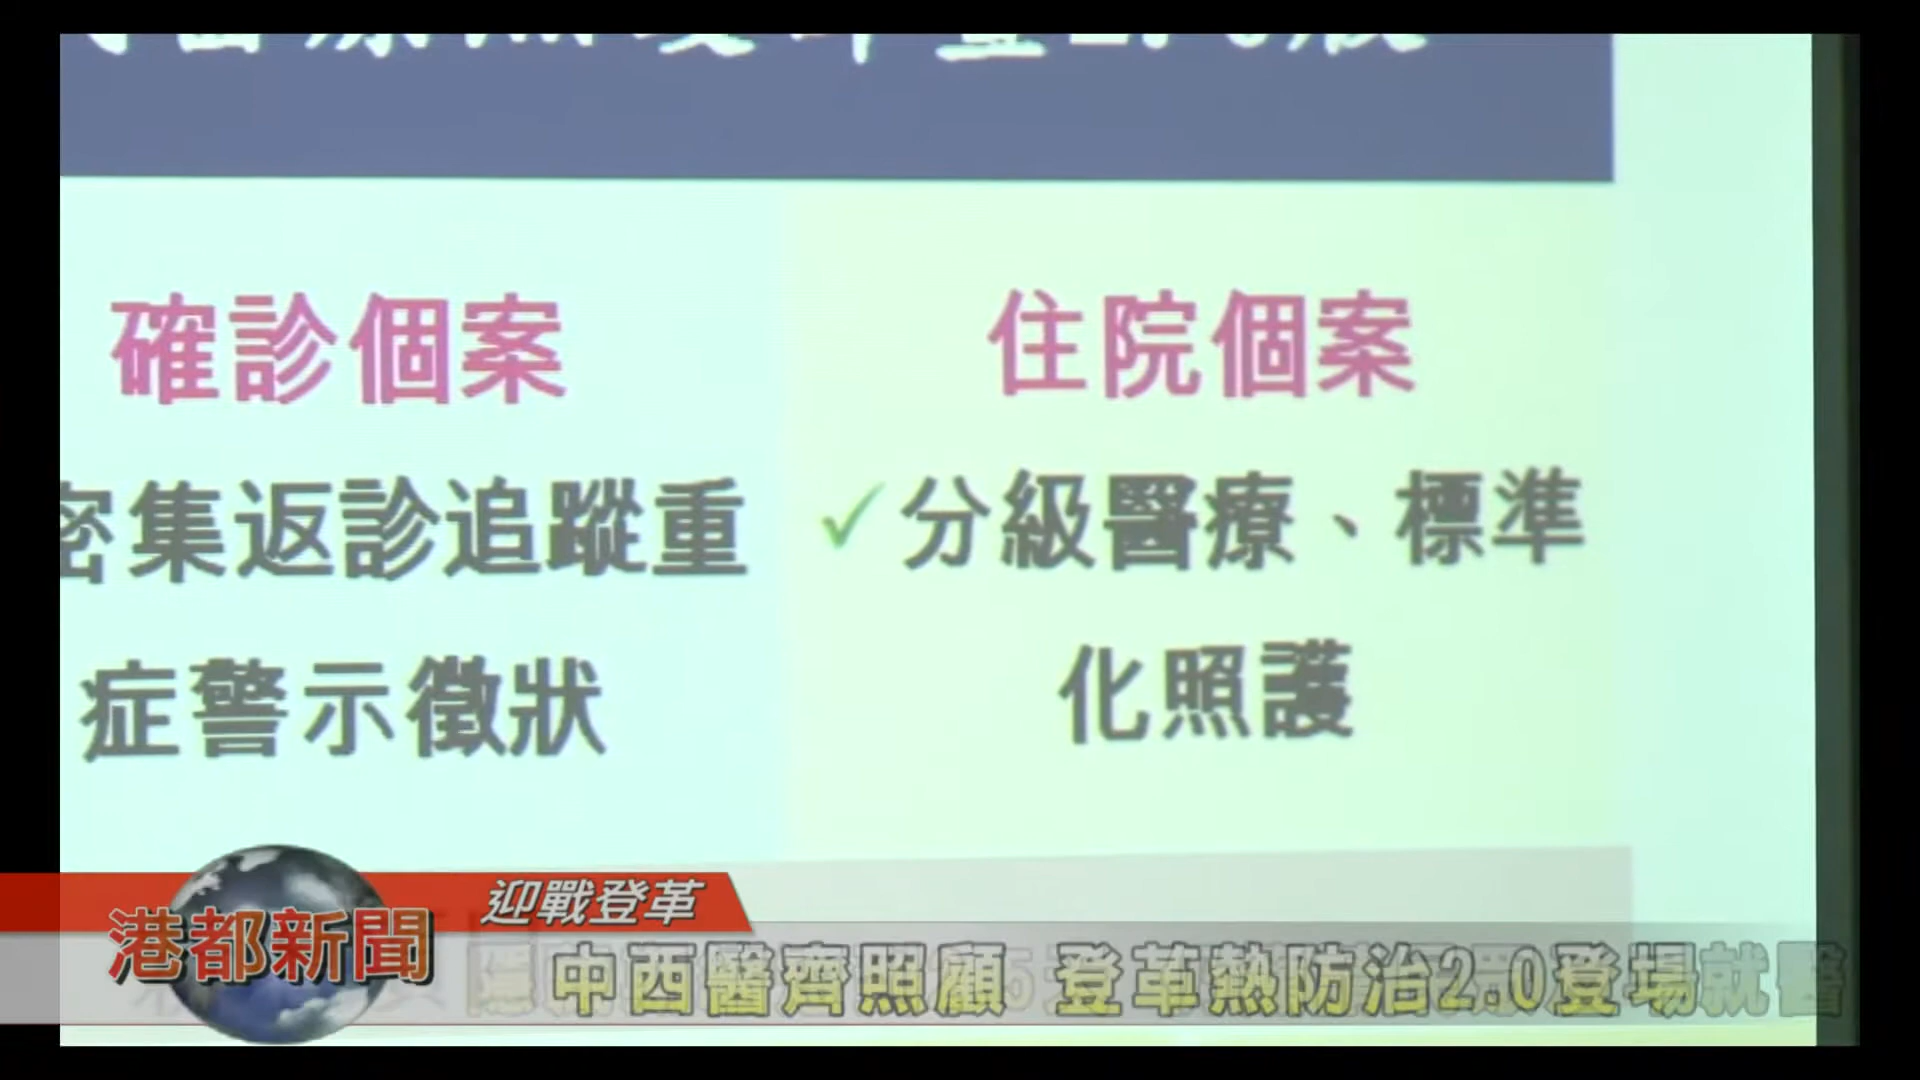 確診個案
住院個案
密集返診追蹤重
症警示徵狀
✓分級醫療、標準
化照護
迎戰登革
港都新聞
中西醫齊照顧 登革熱防治2.0登場
就醫